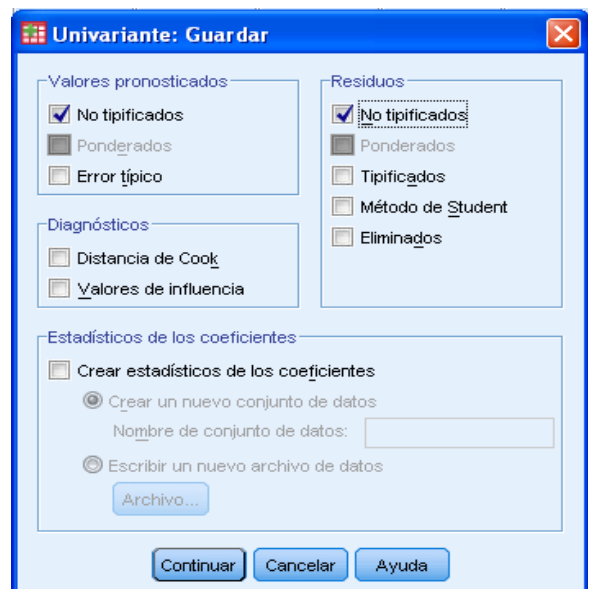 Univariante: Guardar
Valores pronosticados
No tipificados
Ponderados
Error típico
Residuos
No tipificados
Ponderados
Tipificados
Método de Student
Eliminados
Diagnósticos
Distancia de Cook
Valores de influencia
Estadísticos de los coeficientes
Crear estadísticos de los coeficientes
Crear un nuevo conjunto de datos
Nombre de conjunto de datos:
Escribir un nuevo archivo de datos
Archivo...
Continuar Cancelar Ayuda